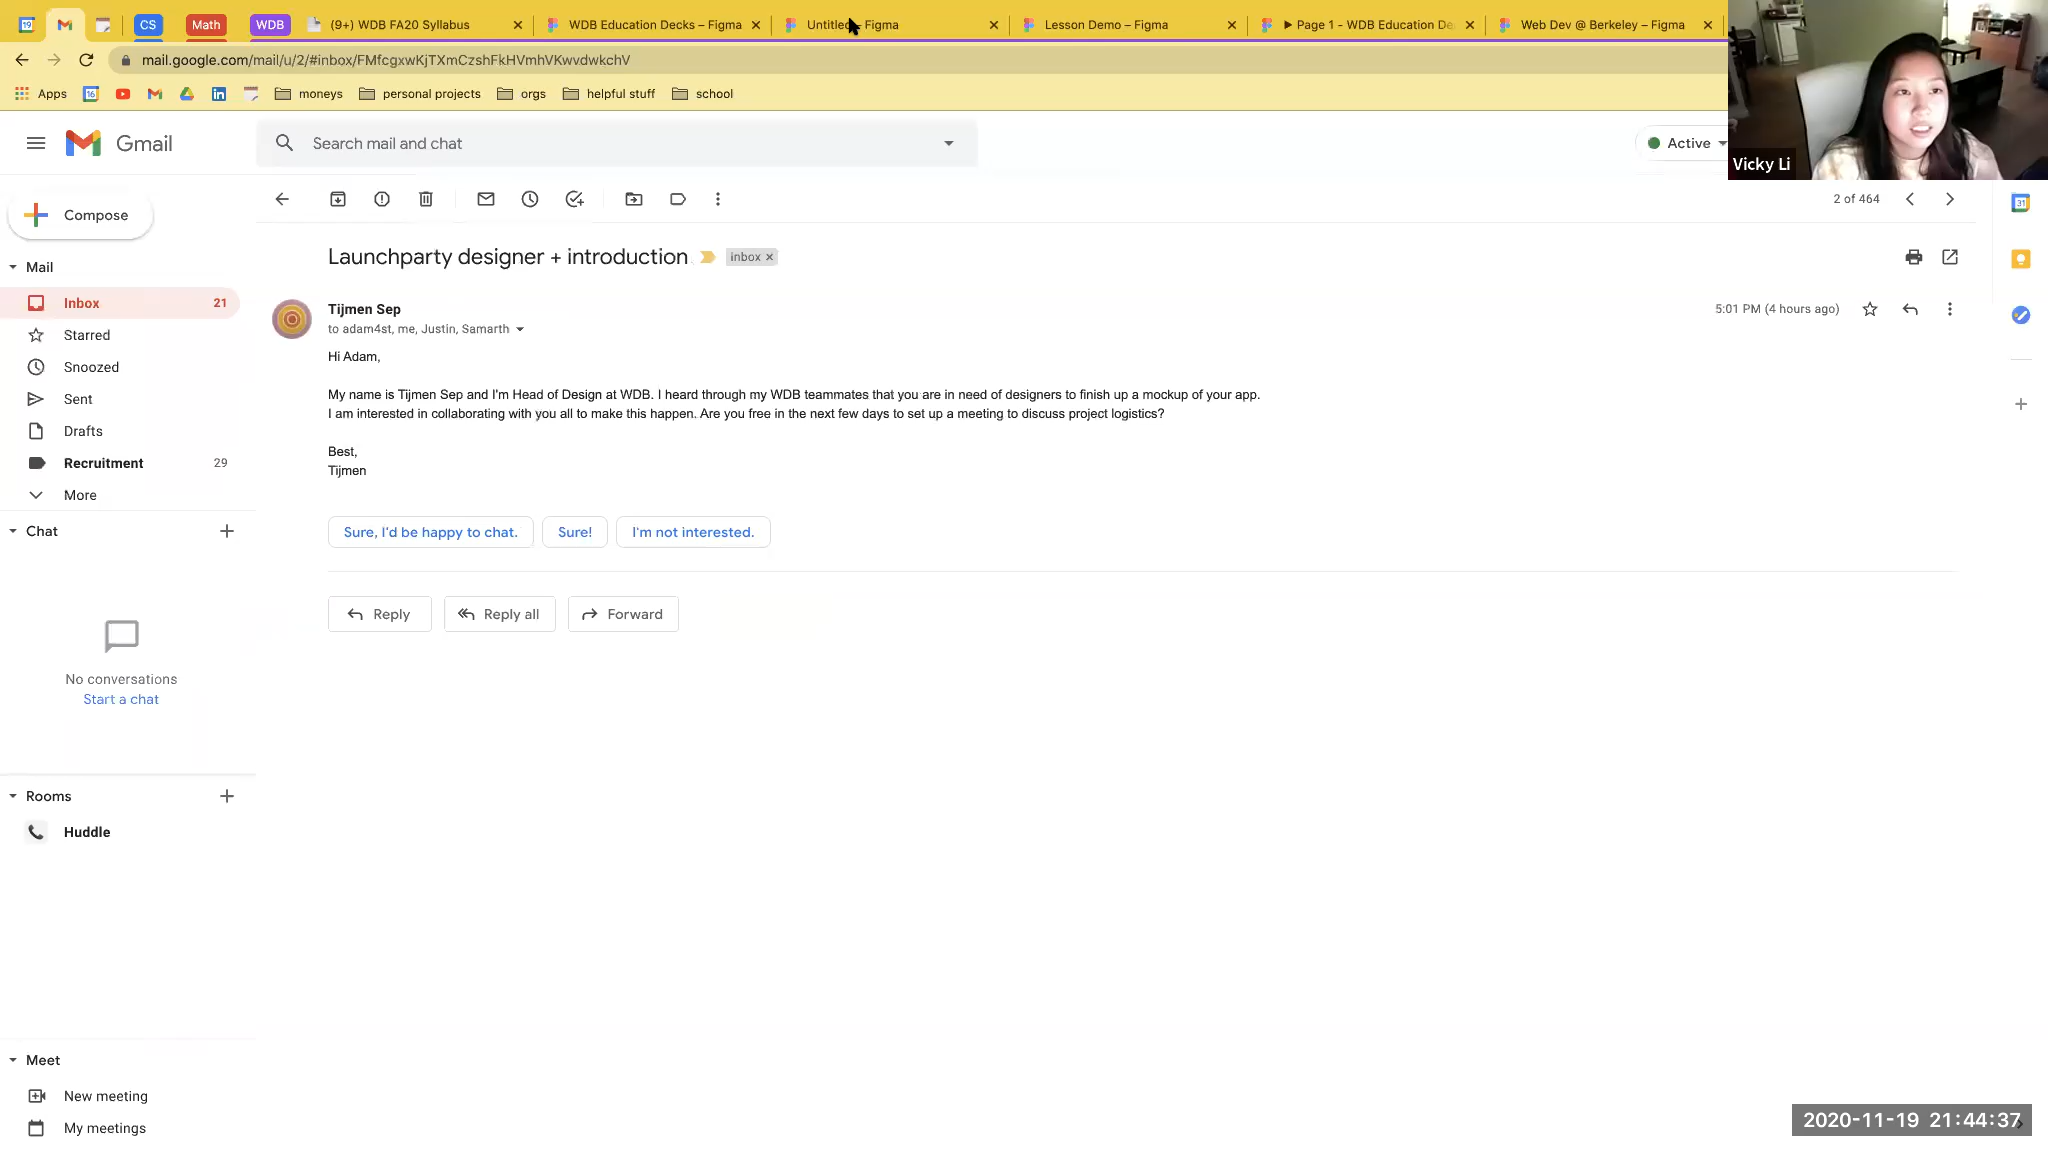 CS
Math
WDB
(9+) WDB FA20 Syllabus
WDB Education Decks – Figma
Untitled – Figma
Lesson Demo – Figma
Page 1 - WDB Education De
Web Dev @ Berkeley – Figma
mail.google.com/mail/u/2/#inbox/FMfcgxwKjTXmCzshFkHVmhVKwvdwkchV
Apps
moneys
personal projects
orgs
helpful stuff
school
Gmail
Search mail and chat
Active
Vicky Li
Compose
2 of 464
Mail
Inbox 21
Starred
Snoozed
Sent
Drafts
Recruitment 29
More
Chat
No conversations
Start a chat
Rooms
Huddle
Meet
New meeting
My meetings
Launchparty designer + introduction
Inbox
Tijmen Sep
5:01 PM (4 hours ago)
to adam4st, me, Justin, Samarth
Hi Adam,
My name is Tijmen Sep and I'm Head of Design at WDB. I heard through my WDB teammates that you are in need of designers to finish up a mockup of your app.
I am interested in collaborating with you all to make this happen. Are you free in the next few days to set up a meeting to discuss project logistics?
Best,
Tijmen
Sure, I'd be happy to chat.
Sure!
I'm not interested.
Reply
Reply all
Forward
31
2020-11-19 21:44:37